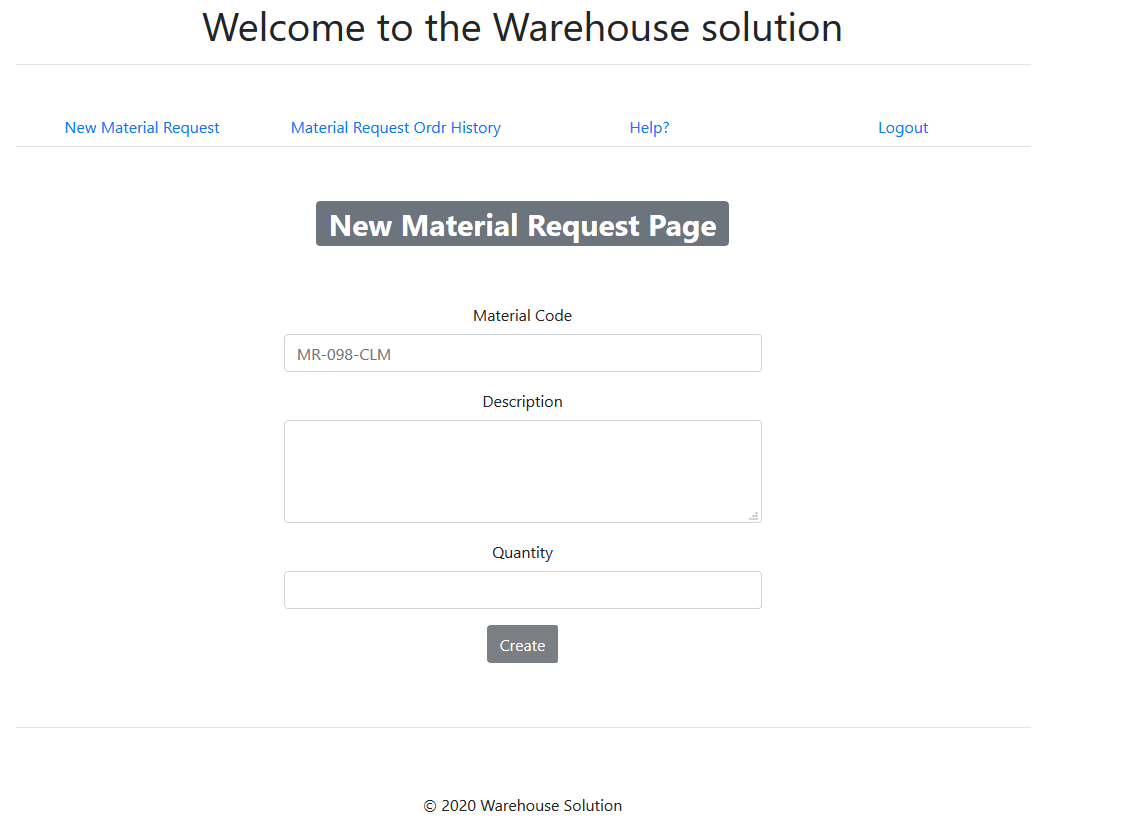 Welcome to the Warehouse solution
New Material Request Material Request Ordr History Help? Logout
New Material Request Page
Material Code
MR-098-CLM
Description
Quantity
Create
© 2020 Warehouse Solution